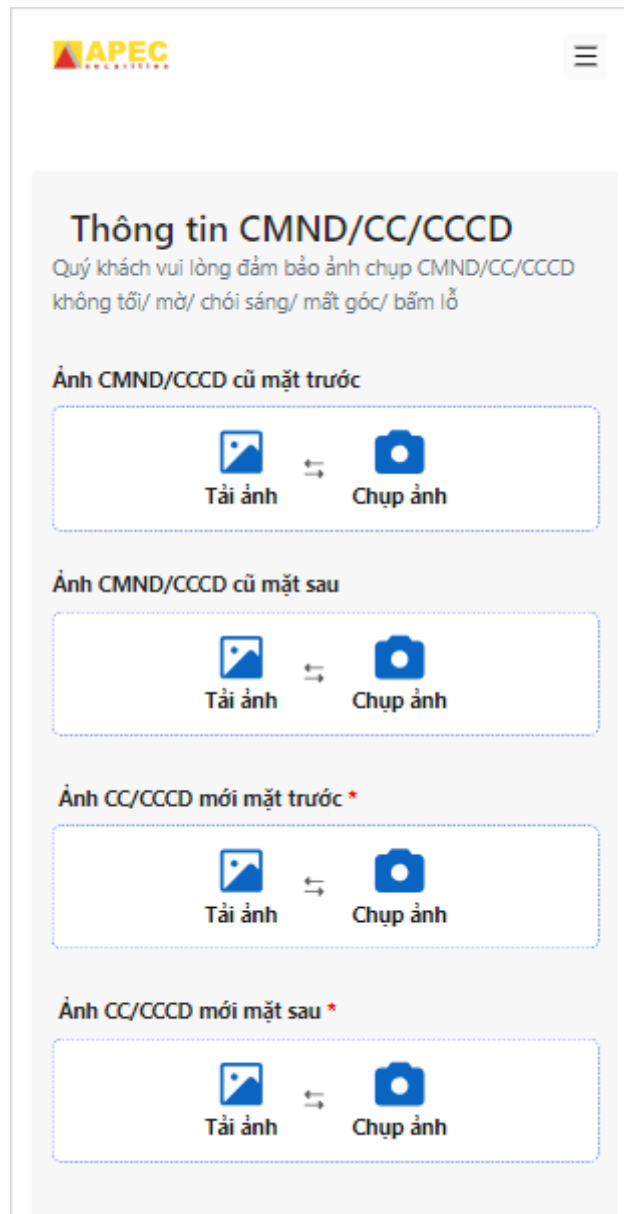 APEC
securities
Thông tin CMND/CC/CCCD
Quý khách vui lòng đảm bảo ảnh chụp CMND/CC/CCCD
không tối/ mờ/ chói sáng/ mất góc/ bấm lỗ
Ảnh CMND/CCCD cũ mặt trước
Tải ảnh Chụp ảnh
Ảnh CMND/CCCD cũ mặt sau
Tải ảnh Chụp ảnh
Ảnh CC/CCCD mới mặt trước *
Tải ảnh Chụp ảnh
Ảnh CC/CCCD mới mặt sau *
Tải ảnh Chụp ảnh